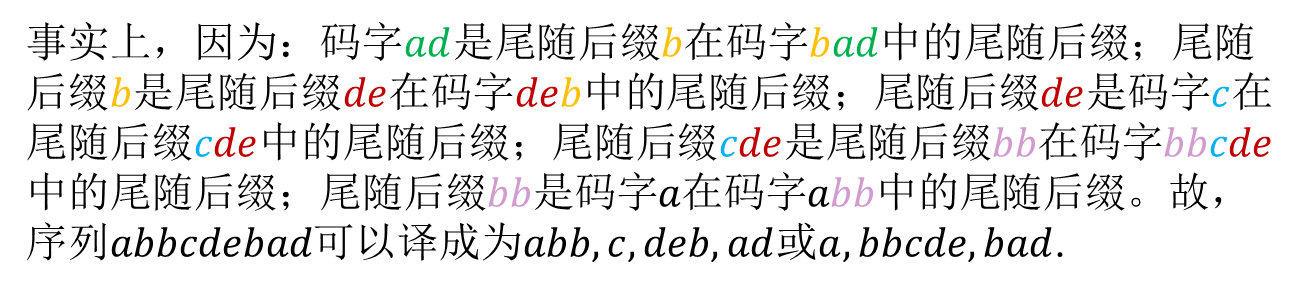 事实上，因为：码字ad是尾随后缀b在码字bad中的尾随后缀；尾随
后缀b是尾随后缀de在码字deb中的尾随后缀；尾随后缀de是码字c在
尾随后缀cde中的尾随后缀；尾随后缀cde是尾随后缀bb在码字bbcde
中的尾随后缀；尾随后缀bb是码字a在码字abb中的尾随后缀。故，
序列abbcdebad可以译成为abb, c, deb, ad或a, bbcde, bad.